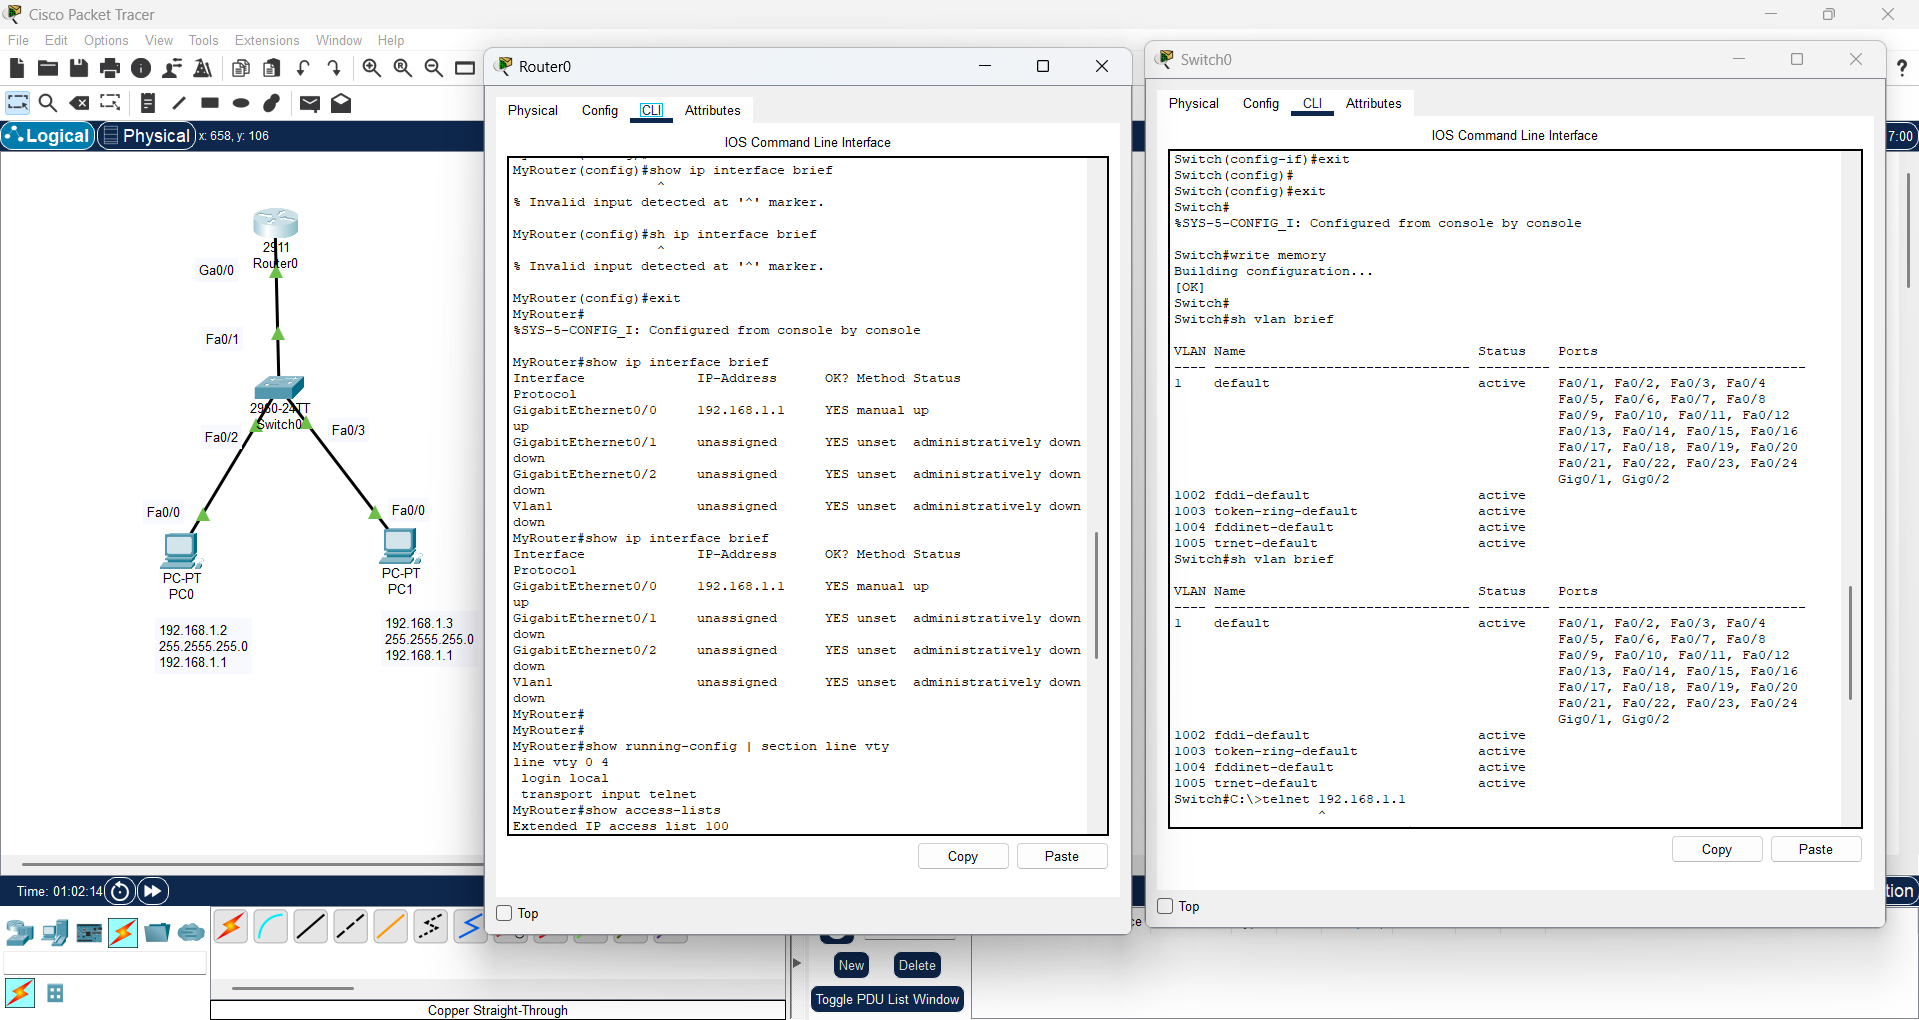 Cisco Packet Tracer
File Edit Options View Tools Extensions Window Help
Logical Physical x: 658, y: 106
7:00
2911
Router0
Ga0/0
Fa0/1
2960-24TT
Switch0
Fa0/2
Fa0/3
Fa0/0
Fa0/0
PC-PT
PC0
PC-PT
PC1
192.168.1.2
255.2555.255.0
192.168.1.1
192.168.1.3
255.2555.255.0
192.168.1.1
Router0
Physical Config CLI Attributes
IOS Command Line Interface
MyRouter(config)#show ip interface brief
^
% Invalid input detected at '^' marker.
MyRouter(config)#sh ip interface brief
^
% Invalid input detected at '^' marker.
MyRouter(config)#exit
MyRouter#
%SYS-5-CONFIG_I: Configured from console by console
MyRouter#show ip interface brief
Interface IP-Address OK? Method Status
Protocol
GigabitEthernet0/0 192.168.1.1 YES manual up
up
GigabitEthernet0/1 unassigned YES unset administratively down
down
GigabitEthernet0/2 unassigned YES unset administratively down
down
Vlan1 unassigned YES unset administratively down
down
MyRouter#show ip interface brief
Interface IP-Address OK? Method Status
Protocol
GigabitEthernet0/0 192.168.1.1 YES manual up
up
GigabitEthernet0/1 unassigned YES unset administratively down
down
GigabitEthernet0/2 unassigned YES unset administratively down
down
Vlan1 unassigned YES unset administratively down
down
MyRouter#
MyRouter#
MyRouter#show running-config | section line vty
line vty 0 4
login local
transport input telnet
MyRouter#show access-lists
Extended IP access list 100
Copy Paste
Top
Switch0
Physical Config CLI Attributes
IOS Command Line Interface
Switch(config-if)#exit
Switch(config)#
Switch(config)#exit
Switch#
%SYS-5-CONFIG_I: Configured from console by console
Switch#write memory
Building configuration...
[OK]
Switch#
Switch#sh vlan brief
VLAN Name Status Ports
---- -------------------------------- --------- -------------------------------
1 default active Fa0/1, Fa0/2, Fa0/3, Fa0/4
Fa0/5, Fa0/6, Fa0/7, Fa0/8
Fa0/9, Fa0/10, Fa0/11, Fa0/12
Fa0/13, Fa0/14, Fa0/15, Fa0/16
Fa0/17, Fa0/18, Fa0/19, Fa0/20
Fa0/21, Fa0/22, Fa0/23, Fa0/24
Gig0/1, Gig0/2
1002 fddi-default active
1003 token-ring-default active
1004 fddinet-default active
1005 trnet-default active
Switch#sh vlan brief
VLAN Name Status Ports
---- -------------------------------- --------- -------------------------------
1 default active Fa0/1, Fa0/2, Fa0/3, Fa0/4
Fa0/5, Fa0/6, Fa0/7, Fa0/8
Fa0/9, Fa0/10, Fa0/11, Fa0/12
Fa0/13, Fa0/14, Fa0/15, Fa0/16
Fa0/17, Fa0/18, Fa0/19, Fa0/20
Fa0/21, Fa0/22, Fa0/23, Fa0/24
Gig0/1, Gig0/2
1002 fddi-default active
1003 token-ring-default active
1004 fddinet-default active
1005 trnet-default active
Switch#C:\>telnet 192.168.1.1
^
Copy Paste
Top
Time: 01:02:14
tion
ce
New Delete
Toggle PDU List Window
Copper Straight-Through